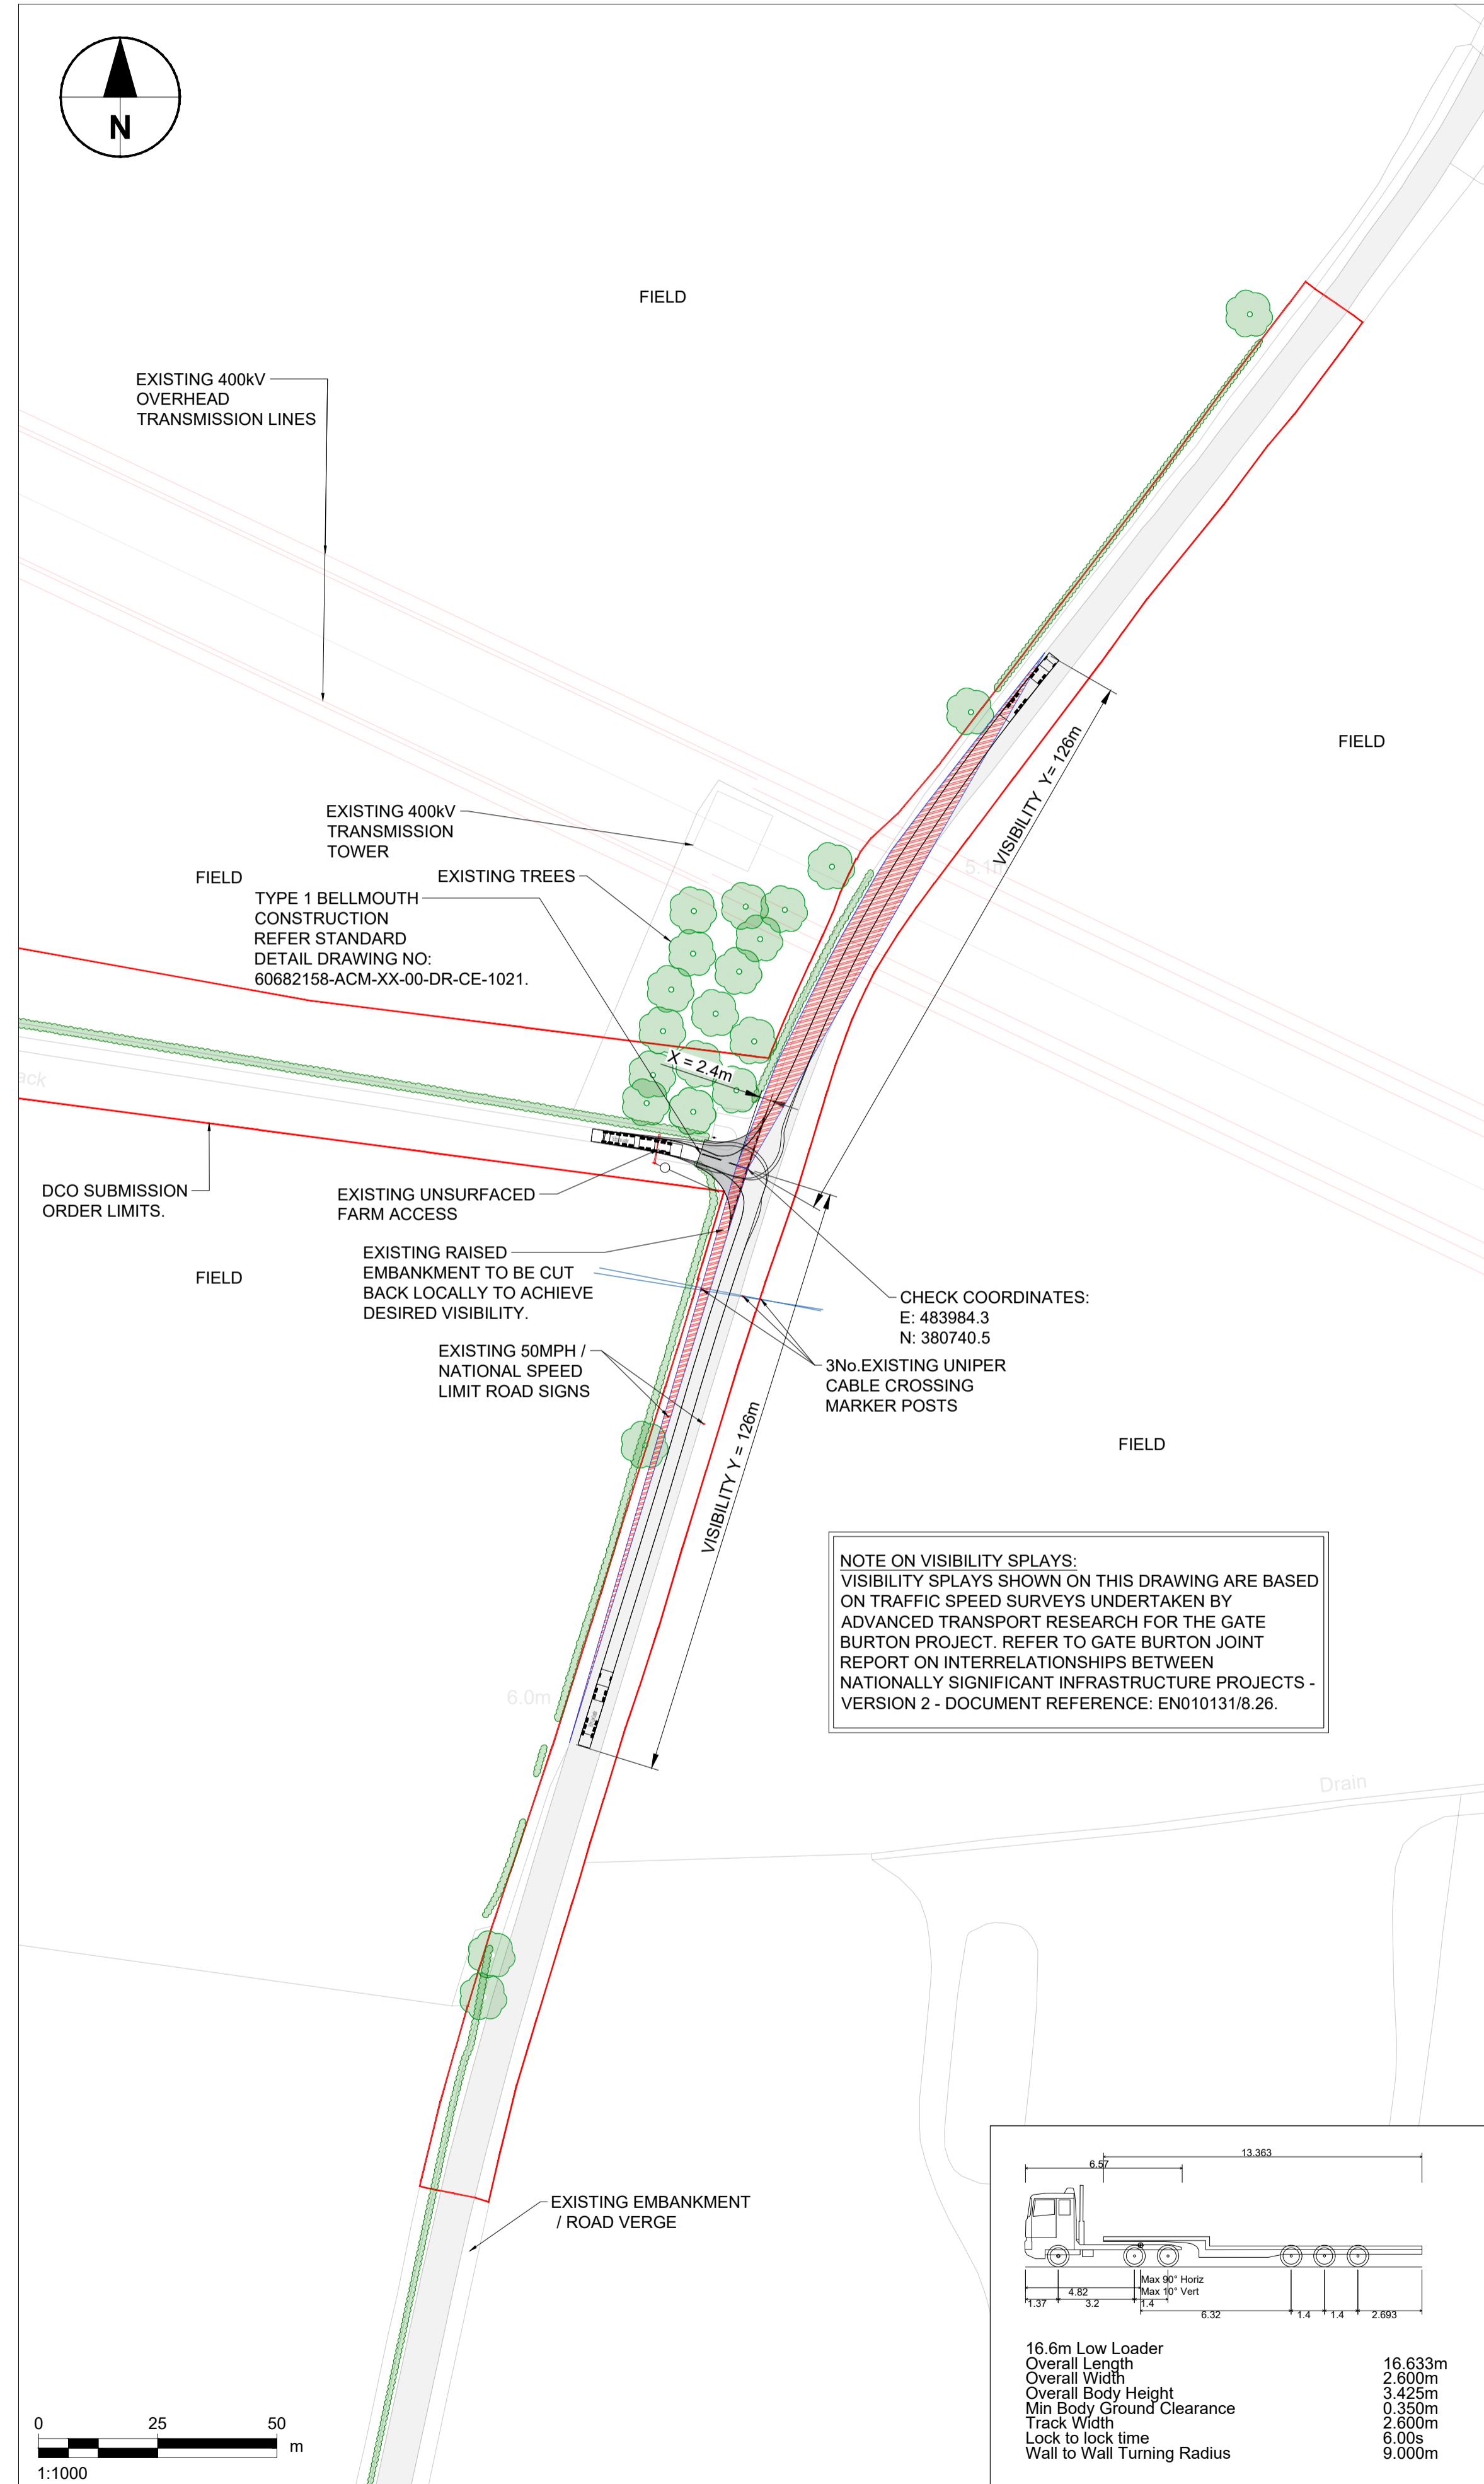 N
FIELD
EXISTING 400kV
OVERHEAD
TRANSMISSION LINES
FIELD
VISIBILITY Y= 126m
EXISTING 400kV
TRANSMISSION
TOWER
5.1m
FIELD
EXISTING TREES
TYPE 1 BELLMOUTH
CONSTRUCTION
REFER STANDARD
DETAIL DRAWING NO:
60682158-ACM-XX-00-DR-CE-1021.
X = 2.4m
ack
DCO SUBMISSION
ORDER LIMITS.
EXISTING UNSURFACED
FARM ACCESS
FIELD
EXISTING RAISED
EMBANKMENT TO BE CUT
BACK LOCALLY TO ACHIEVE
DESIRED VISIBILITY.
CHECK COORDINATES:
E: 483984.3
N: 380740.5
EXISTING 50MPH /
NATIONAL SPEED
LIMIT ROAD SIGNS
3No.EXISTING UNIPER
CABLE CROSSING
MARKER POSTS
VISIBILITY Y = 126m
FIELD
NOTE ON VISIBILITY SPLAYS:
VISIBILITY SPLAYS SHOWN ON THIS DRAWING ARE BASED
ON TRAFFIC SPEED SURVEYS UNDERTAKEN BY
ADVANCED TRANSPORT RESEARCH FOR THE GATE
BURTON PROJECT. REFER TO GATE BURTON JOINT
REPORT ON INTERRELATIONSHIPS BETWEEN
NATIONALLY SIGNIFICANT INFRASTRUCTURE PROJECTS -
VERSION 2 - DOCUMENT REFERENCE: EN010131/8.26.
6.0m
Drain
EXISTING EMBANKMENT
/ ROAD VERGE
13.363
6.57
Max 90° Horiz
Max 10° Vert
4.82
1.37 3.2 1.4
6.32 1.4 1.4 2.693
16.6m Low Loader
Overall Length 16.633m
Overall Width 2.600m
Overall Body Height 3.425m
Min Body Ground Clearance 0.350m
Track Width 2.600m
Lock to lock time 6.00s
Wall to Wall Turning Radius 9.000m
0 25 50
m
1:1000